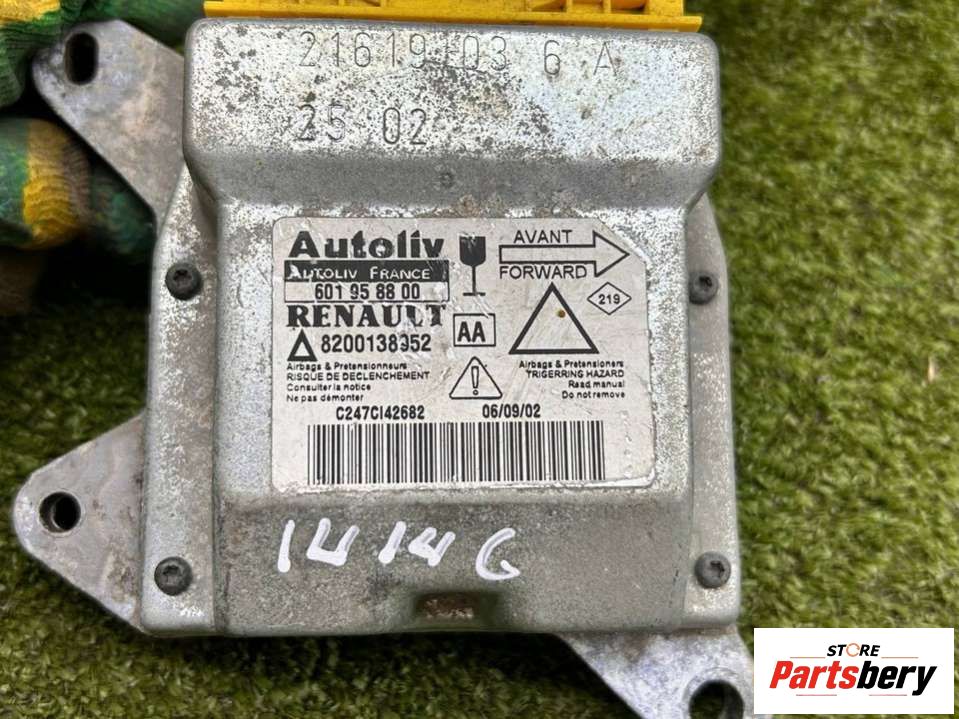 21619103 6 A
25 02
Autoliv
AUTOLIV FRANCE
601 95 88 00
RENAULT
8200138952
AA
AVANT
FORWARD
219
Airbags & Pretensionneurs
RISQUE DE DECLENCHEMENT
Consulter la notice
Ne pas démonter
Airbags & Pretensioners
TRIGERRING HAZARD
Read manual
Do not remove
C247CI42682
06/09/02
14146
STORE
Partsbery